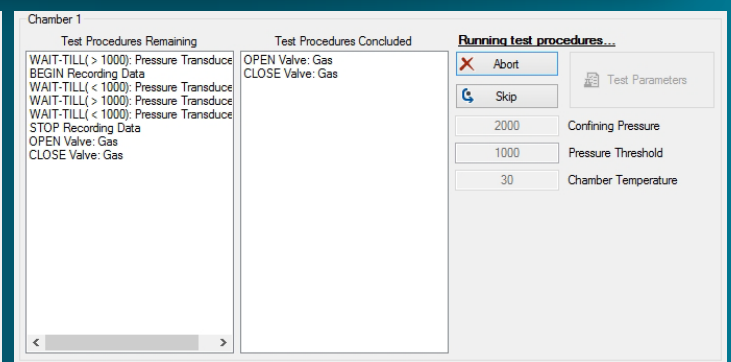 Chamber 1
Test Procedures Remaining
WAIT-TILL( > 1000): Pressure Transduce
BEGIN Recording Data
WAIT-TILL( < 1000): Pressure Transduce
WAIT-TILL( > 1000): Pressure Transduce
WAIT-TILL( < 1000): Pressure Transduce
STOP Recording Data
OPEN Valve: Gas
CLOSE Valve: Gas
Test Procedures Concluded
OPEN Valve: Gas
CLOSE Valve: Gas
Running test procedures...
Abort
Skip
Test Parameters
2000 Confining Pressure
1000 Pressure Threshold
30 Chamber Temperature